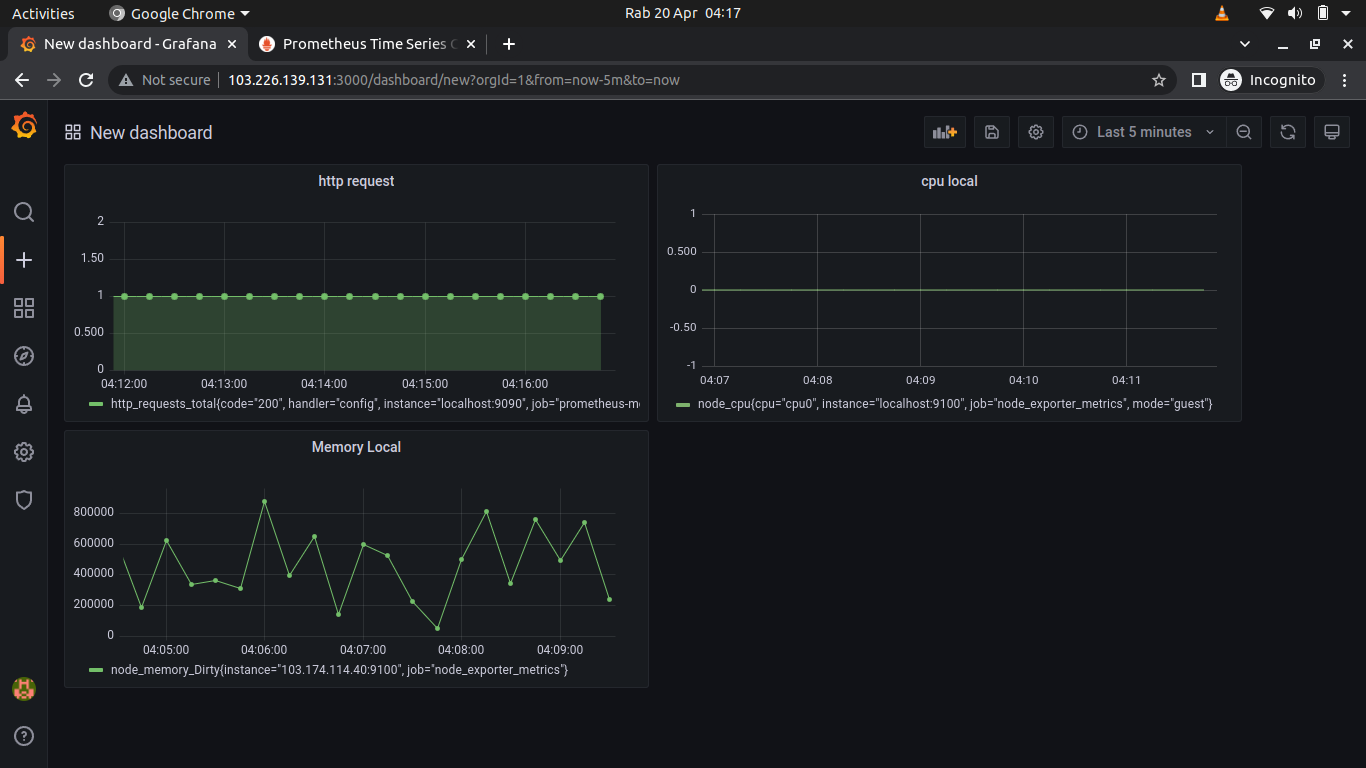 Activities
Google Chrome
Rab 20 Apr 04:17
New dashboard - Grafana
Prometheus Time Series
Not secure
103.226.139.131:3000/dashboard/new?orgId=1&from=now-5m&to=now
Incognito
New dashboard
Last 5 minutes
http request
2
1.50
1
0.500
0
04:12:00 04:13:00 04:14:00 04:15:00 04:16:00
http_requests_total{code="200", handler="config", instance="localhost:9090", job="prometheus-m
cpu local
1
0.500
0
-0.50
-1
04:07 04:08 04:09 04:10 04:11
node_cpu{cpu="cpu0", instance="localhost:9100", job="node_exporter_metrics", mode="guest"}
Memory Local
800000
600000
400000
200000
0
04:05:00 04:06:00 04:07:00 04:08:00 04:09:00
node_memory_Dirty{instance="103.174.114.40:9100", job="node_exporter_metrics"}